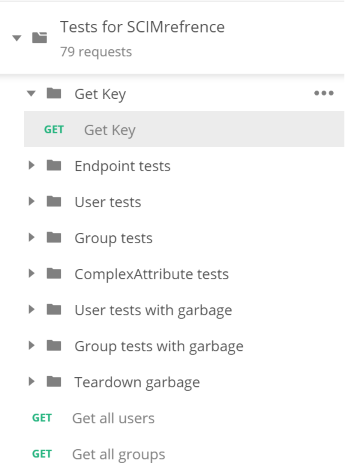 Tests for SCIMrefrence
79 requests
Get Key
GET Get Key
Endpoint tests
User tests
Group tests
ComplexAttribute tests
User tests with garbage
Group tests with garbage
Teardown garbage
GET Get all users
GET Get all groups